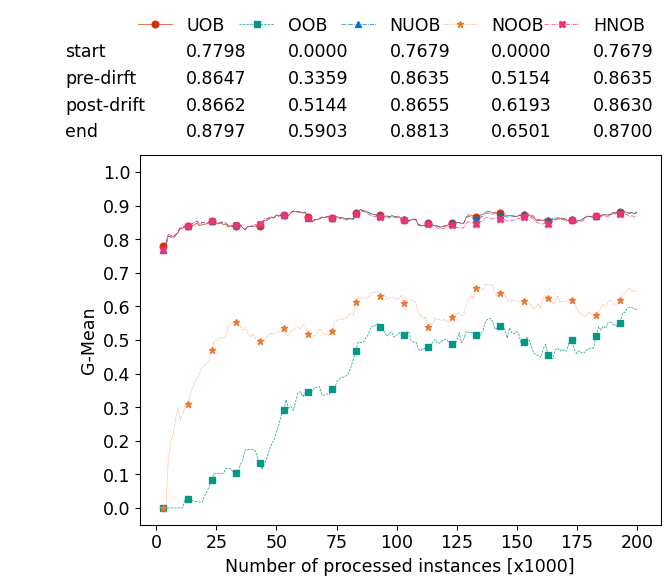 UOB OOB NUOB NOOB HNOB
start 0.7798 0.0000 0.7679 0.0000 0.7679
pre-dirft 0.8647 0.3359 0.8635 0.5154 0.8635
post-drift 0.8662 0.5144 0.8655 0.6193 0.8630
end 0.8797 0.5903 0.8813 0.6501 0.8700
1.0
0.9
0.8
0.7
0.6
0.5
0.4
0.3
0.2
0.1
0.0
G-Mean
0 25 50 75 100 125 150 175 200
Number of processed instances [x1000]